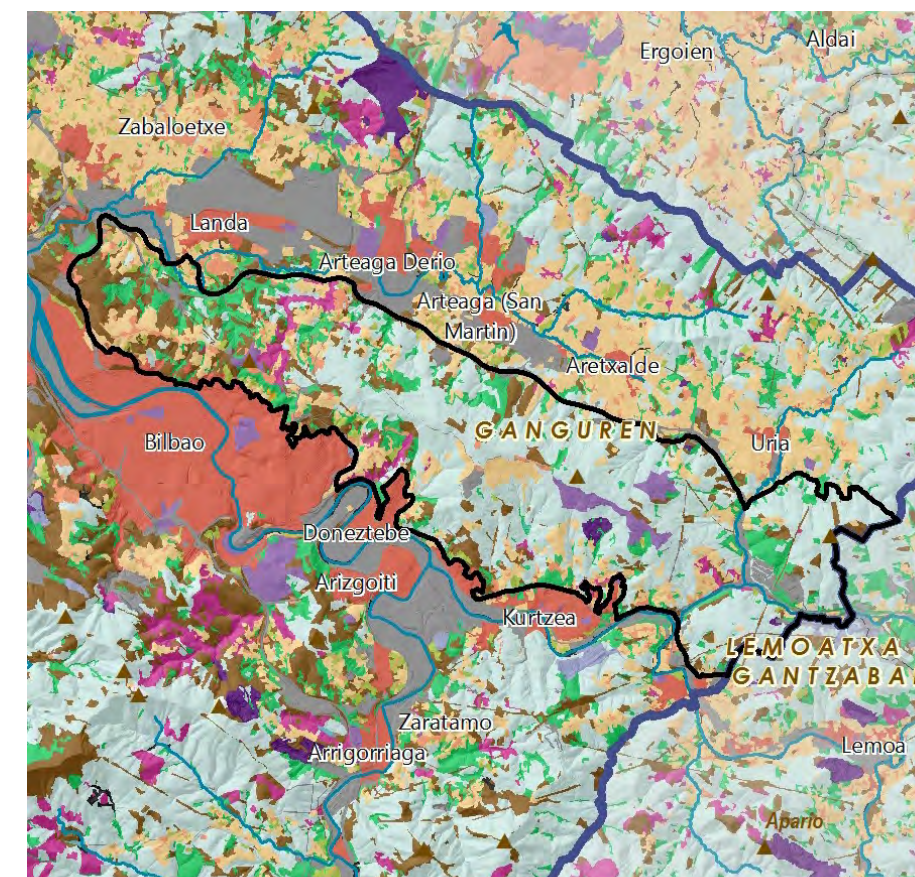 Ergoien
Aldai
Zabaloetxe
Landa
Arteaga Derio
Arteaga (San
Martin)
Aretxalde
GANGUREN
Uria
Bilbao
Doneztebe
Arizgoiti
Kurtzea
LEMOATXA
GANTZABA
Zaratamo
Arrigorriaga
Lemoa
Apario